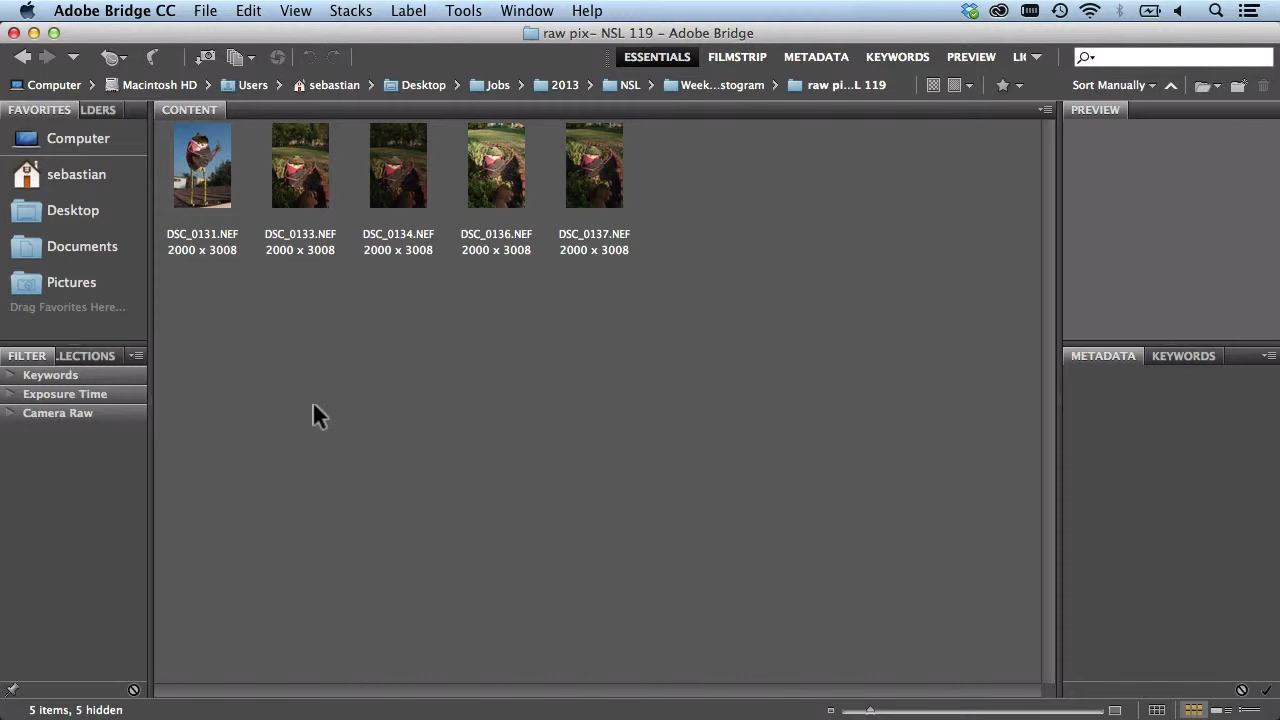 Adobe Bridge CC File Edit View Stacks Label Tools Window Help
raw pix- NSL 119 – Adobe Bridge
ESSENTIALS FILMSTRIP METADATA KEYWORDS PREVIEW LI
Computer Macintosh HD Users sebastian Desktop Jobs 2013 NSL Week...stogram raw pi...L 119 Sort Manually
FAVORITES LDERS
Computer
sebastian
Desktop
Documents
Pictures
Drag Favorites Here...
FILTER .LECTIONS
Keywords
Exposure Time
Camera Raw
CONTENT
DSC_0131.NEF
2000 x 3008
DSC_0133.NEF
2000 x 3008
DSC_0134.NEF
2000 x 3008
DSC_0136.NEF
2000 x 3008
DSC_0137.NEF
2000 x 3008
PREVIEW
METADATA KEYWORDS
5 items, 5 hidden